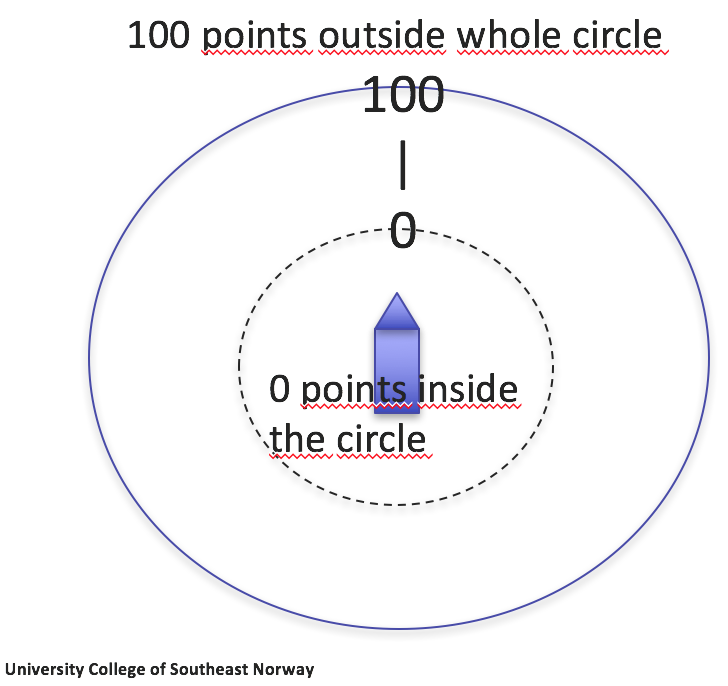 100 points outside whole circle
100
|
0
0 points inside
the circle
University College of Southeast Norway